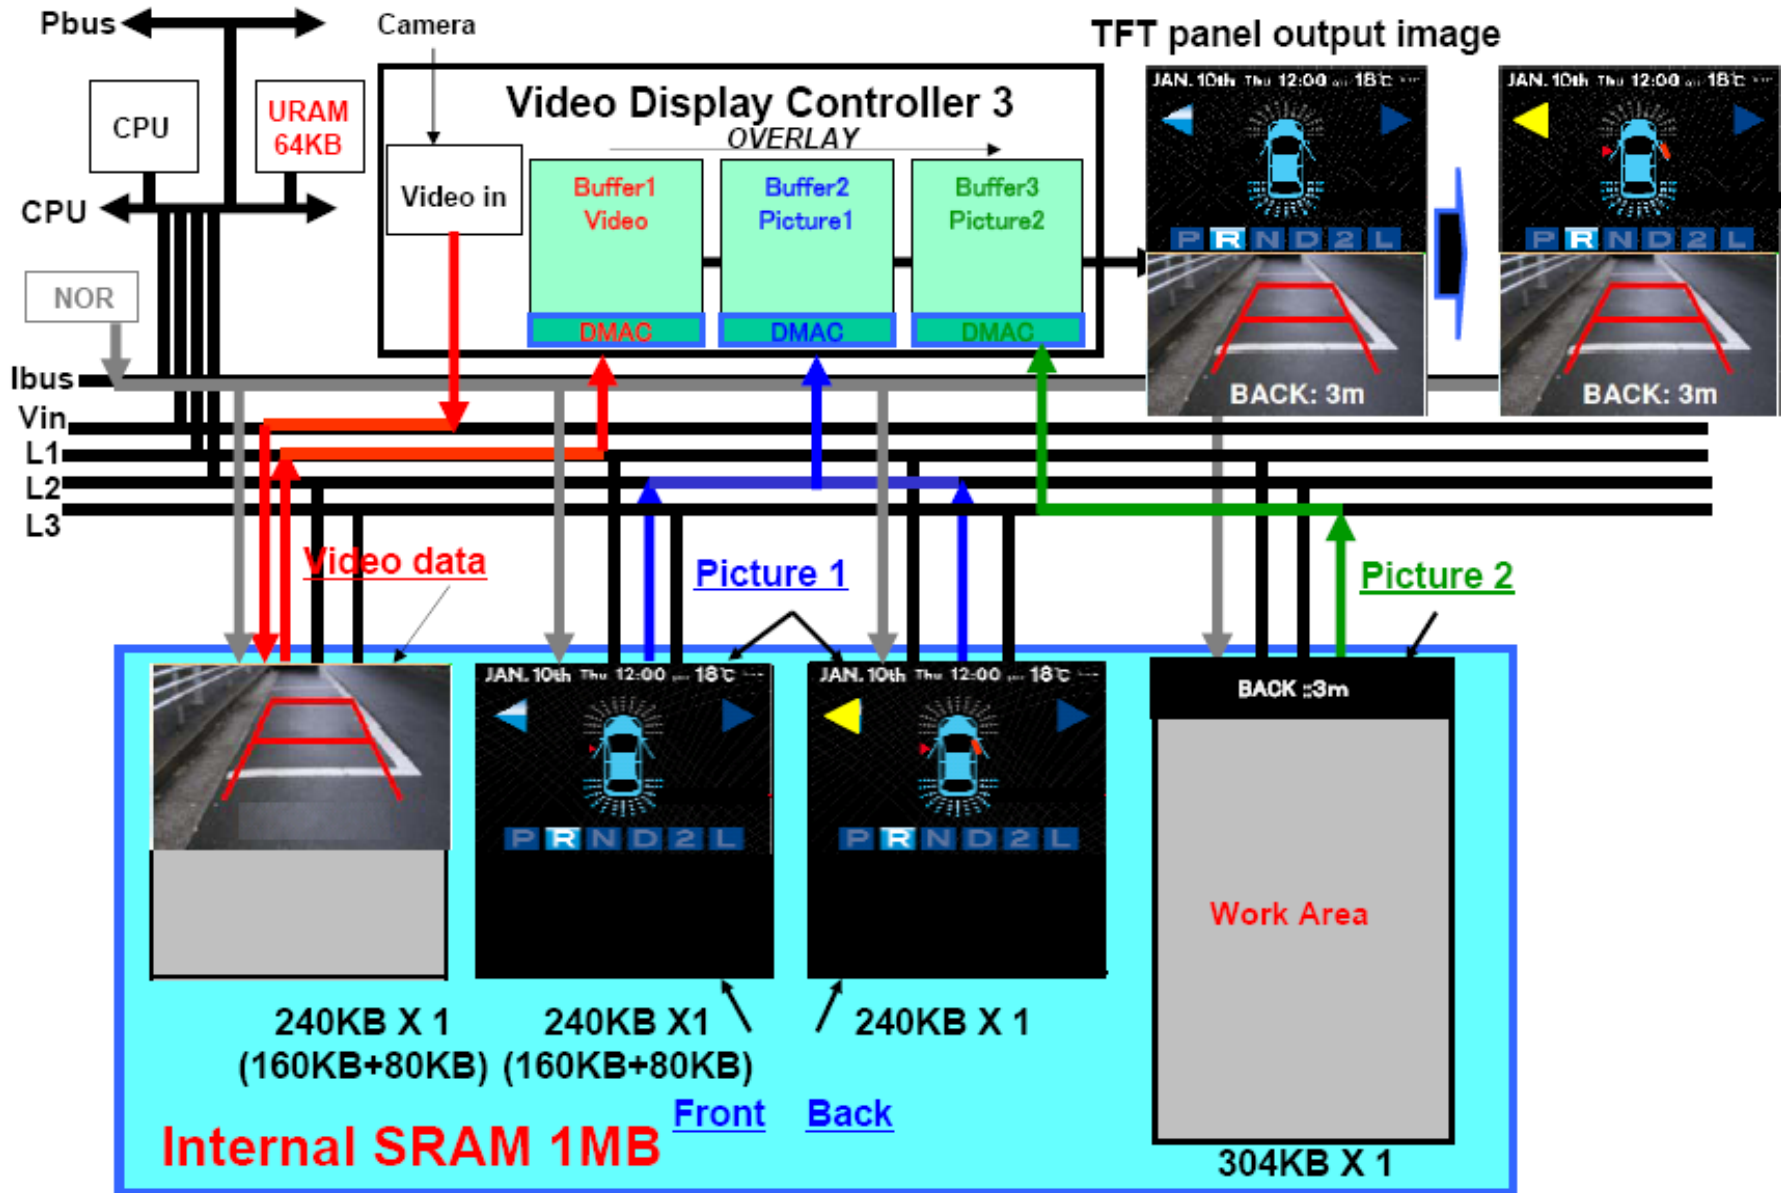 Pbus
Camera
TFT panel output image
CPU
URAM
64KB
Video Display Controller 3
OVERLAY
Video in
Buffer1
Video
Buffer2
Picture1
Buffer3
Picture2
DMAC
DMAC
DMAC
JAN. 10th Thu 12:00 18℃
P R N D 2 L
BACK: 3m
JAN. 10th Thu 12:00 18℃
P R N D 2 L
BACK: 3m
CPU
NOR
Ibus
Vin
L1
L2
L3
Video data
Picture 1
Picture 2
JAN. 10th Thu 12:00 18℃
P R N D 2 L
JAN. 10th Thu 12:00 18℃
P R N D 2 L
BACK ::3m
Work Area
240KB X 1
(160KB+80KB)
240KB X1
(160KB+80KB)
240KB X 1
Front
Back
Internal SRAM 1MB
304KB X 1